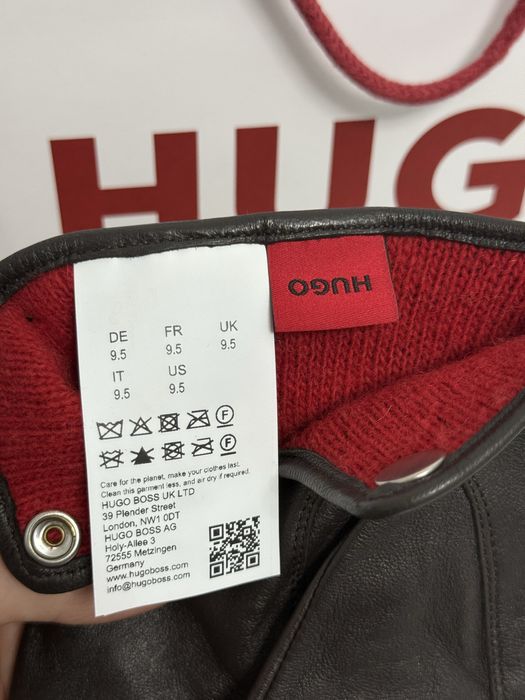 HUGO
HUGO
DE FR UK
9.5 9.5 9.5
IT US
9.5 9.5
F
F
Care for the planet, make your clothes last.
Clean this garment less, and air dry if required.
HUGO BOSS UK LTD
39 Plender Street
London, NW1 0DT
HUGO BOSS AG
Holy-Allee 3
72555 Metzingen
Germany
www.hugoboss.com
info@hugoboss.com